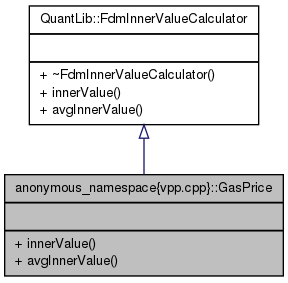 QuantLib::FdmInnerValueCalculator
+ ~FdmInnerValueCalculator()
+ innerValue()
+ avgInnerValue()
anonymous_namespace{vpp.cpp}::GasPrice
+ innerValue()
+ avgInnerValue()